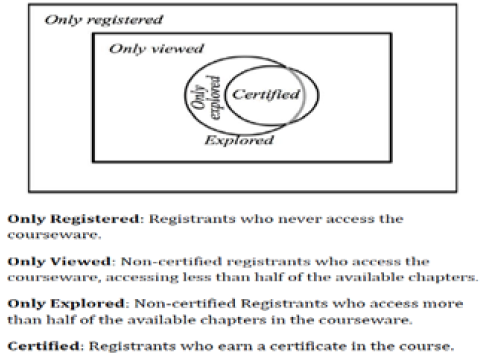 Only registered
Only viewed
Only explored
Certified
Explored
Only Registered: Registrants who never access the
courseware.
Only Viewed: Non-certified registrants who access the
courseware, accessing less than half of the available chapters.
Only Explored: Non-certified Registrants who access more
than half of the available chapters in the courseware.
Certified: Registrants who earn a certificate in the course.